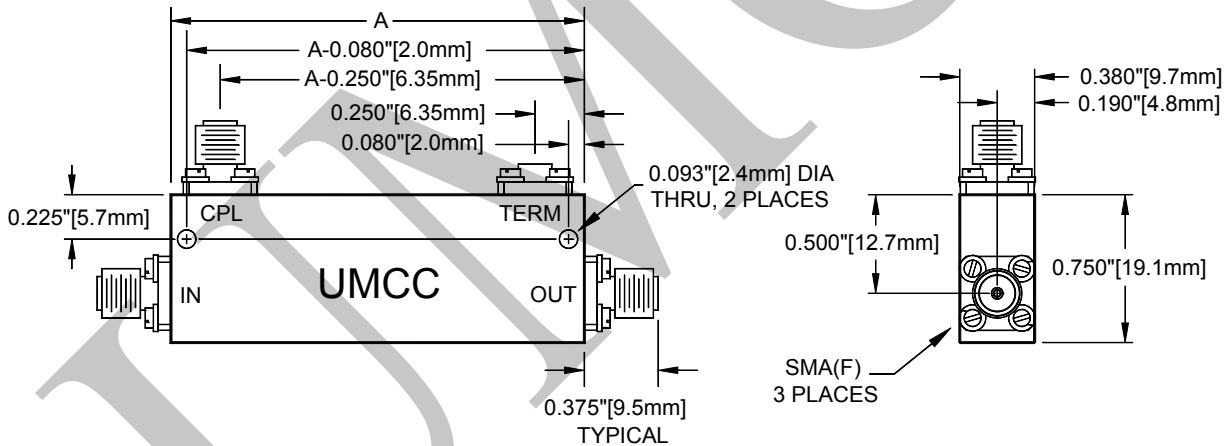 A
A-0.080"[2.0mm]
A-0.250"[6.35mm]
0.250"[6.35mm]
0.080"[2.0mm]
0.380"[9.7mm]
0.190"[4.8mm]
0.093"[2.4mm] DIA
THRU, 2 PLACES
0.225"[5.7mm]
CPL
TERM
UMCC
IN
OUT
0.500"[12.7mm]
0.750"[19.1mm]
SMA(F)
3 PLACES
0.375"[9.5mm]
TYPICAL